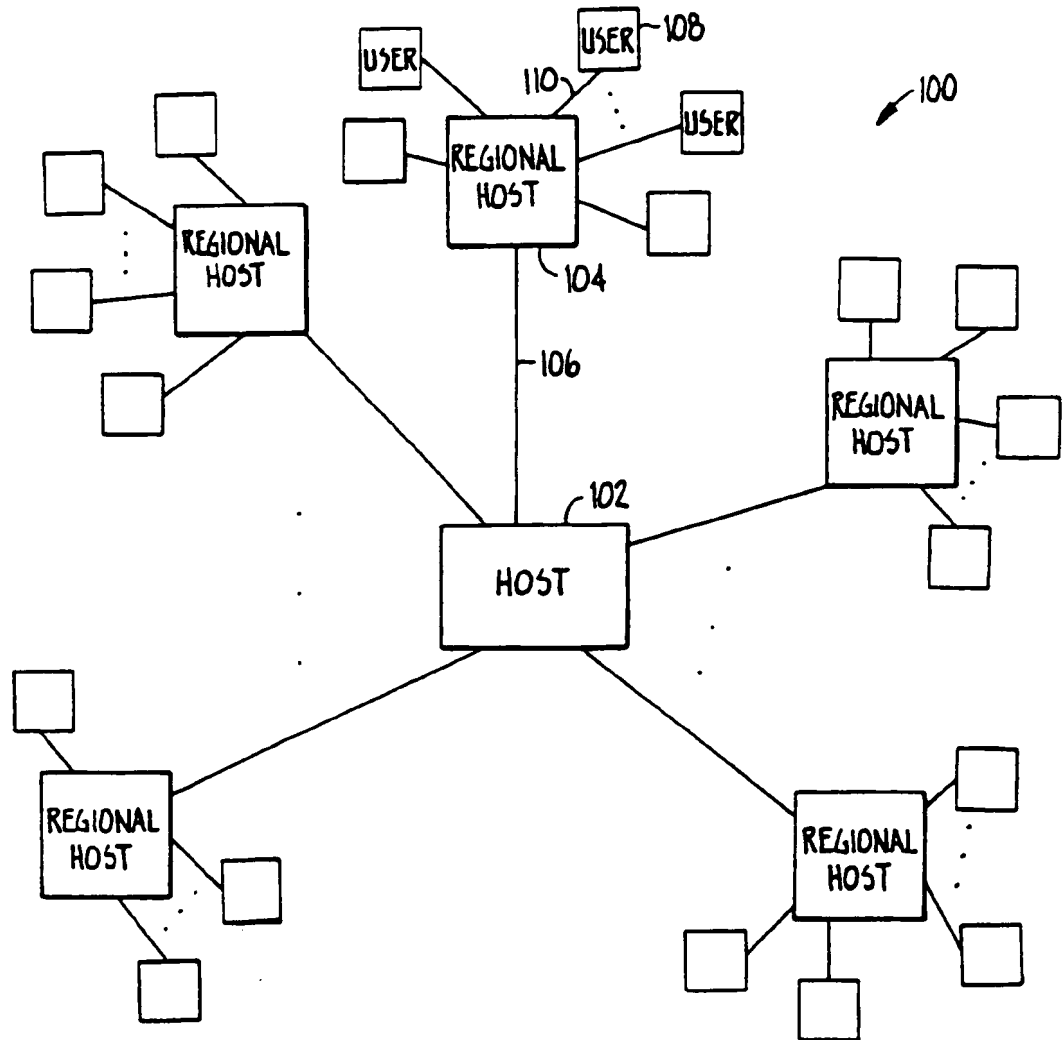 USER
USER
108
110
100
USER
REGIONAL
HOST
REGIONAL
HOST
104
106
REGIONAL
HOST
102
HOST
REGIONAL
HOST
REGIONAL
HOST